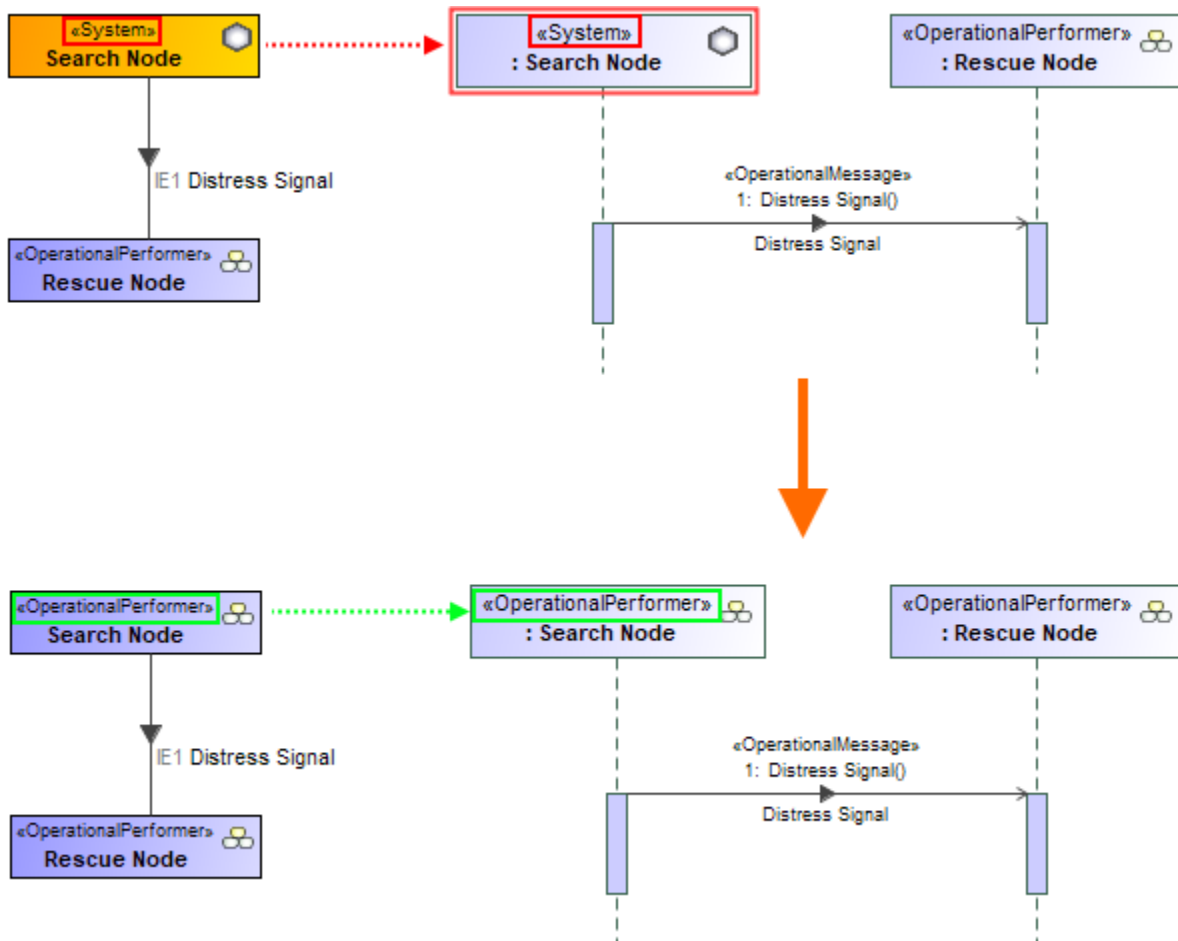 «System»
Search Node
«System»
: Search Node
«OperationalPerformer»
: Rescue Node
IE1 Distress Signal
«OperationalMessage»
1: Distress Signal()
Distress Signal
«OperationalPerformer»
Rescue Node
«OperationalPerformer»
Search Node
«OperationalPerformer»
: Search Node
«OperationalPerformer»
: Rescue Node
IE1 Distress Signal
«OperationalMessage»
1: Distress Signal()
Distress Signal
«OperationalPerformer»
Rescue Node